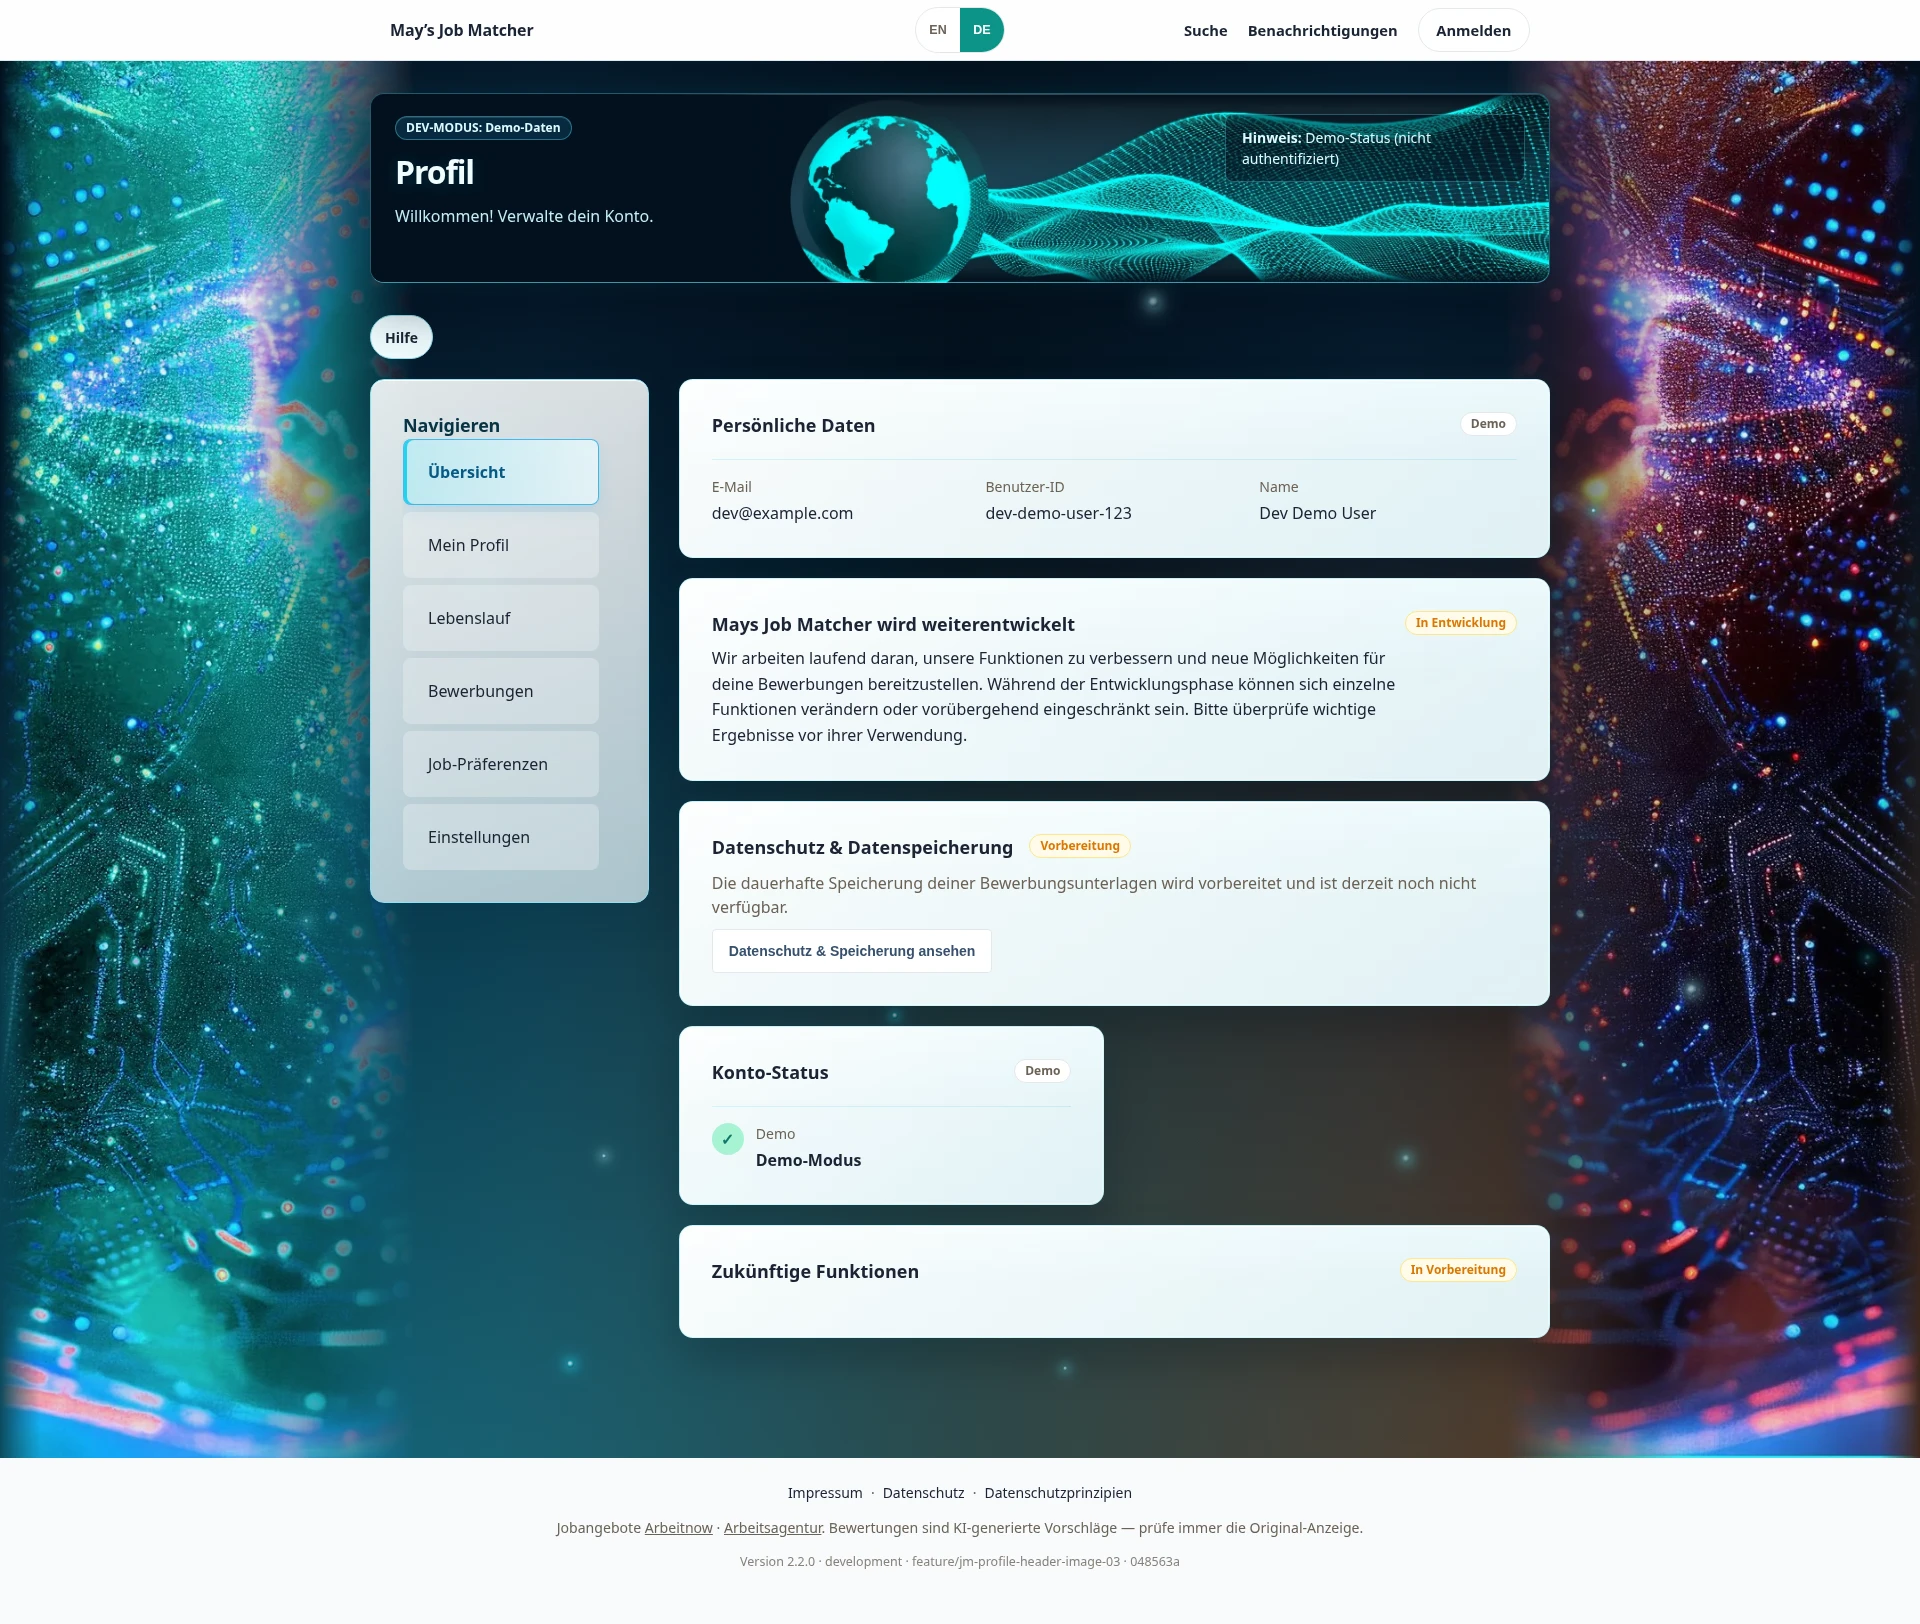 May’s Job Matcher
EN
DE
Suche
Benachrichtigungen
Anmelden
DEV-MODUS: Demo-Daten
Profil
Willkommen! Verwalte dein Konto.
Hinweis: Demo-Status (nicht
authentifiziert)
Hilfe
Navigieren
Übersicht
Mein Profil
Lebenslauf
Bewerbungen
Job-Präferenzen
Einstellungen
Persönliche Daten
Demo
E-Mail
dev@example.com
Benutzer-ID
dev-demo-user-123
Name
Dev Demo User
Mays Job Matcher wird weiterentwickelt
In Entwicklung
Wir arbeiten laufend daran, unsere Funktionen zu verbessern und neue Möglichkeiten für
deine Bewerbungen bereitzustellen. Während der Entwicklungsphase können sich einzelne
Funktionen verändern oder vorübergehend eingeschränkt sein. Bitte überprüfe wichtige
Ergebnisse vor ihrer Verwendung.
Datenschutz & Datenspeicherung
Vorbereitung
Die dauerhafte Speicherung deiner Bewerbungsunterlagen wird vorbereitet und ist derzeit noch nicht
verfügbar.
Datenschutz & Speicherung ansehen
Konto-Status
Demo
✓
Demo
Demo-Modus
Zukünftige Funktionen
In Vorbereitung
Impressum · Datenschutz · Datenschutzprinzipien
Jobangebote Arbeitnow · Arbeitsagentur. Bewertungen sind KI-generierte Vorschläge — prüfe immer die Original-Anzeige.
Version 2.2.0 · development · feature/jm-profile-header-image-03 · 048563a